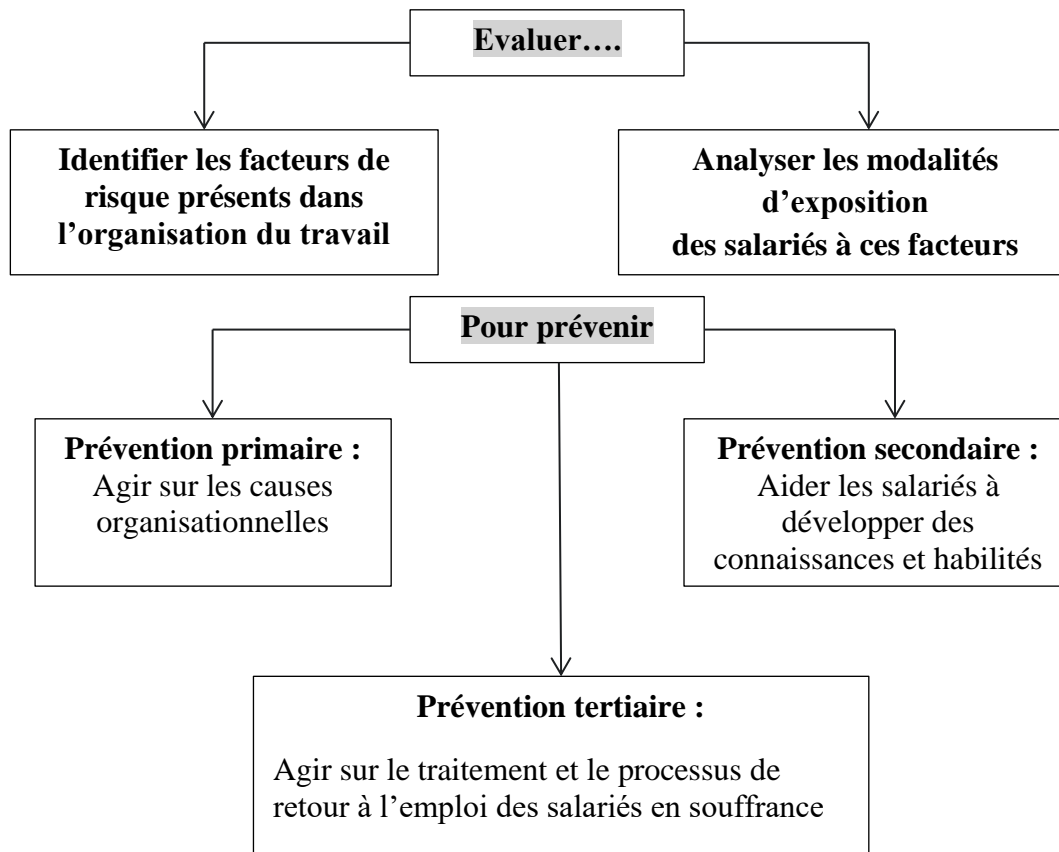 Evaluer….
Identifier les facteurs de
risque présents dans
l’organisation du travail
Analyser les modalités
d’exposition
des salariés à ces facteurs
Pour prévenir
Prévention primaire :
Agir sur les causes
organisationnelles
Prévention secondaire :
Aider les salariés à
développer des
connaissances et habilités
Prévention tertiaire :
Agir sur le traitement et le processus de
retour à l’emploi des salariés en souffrance